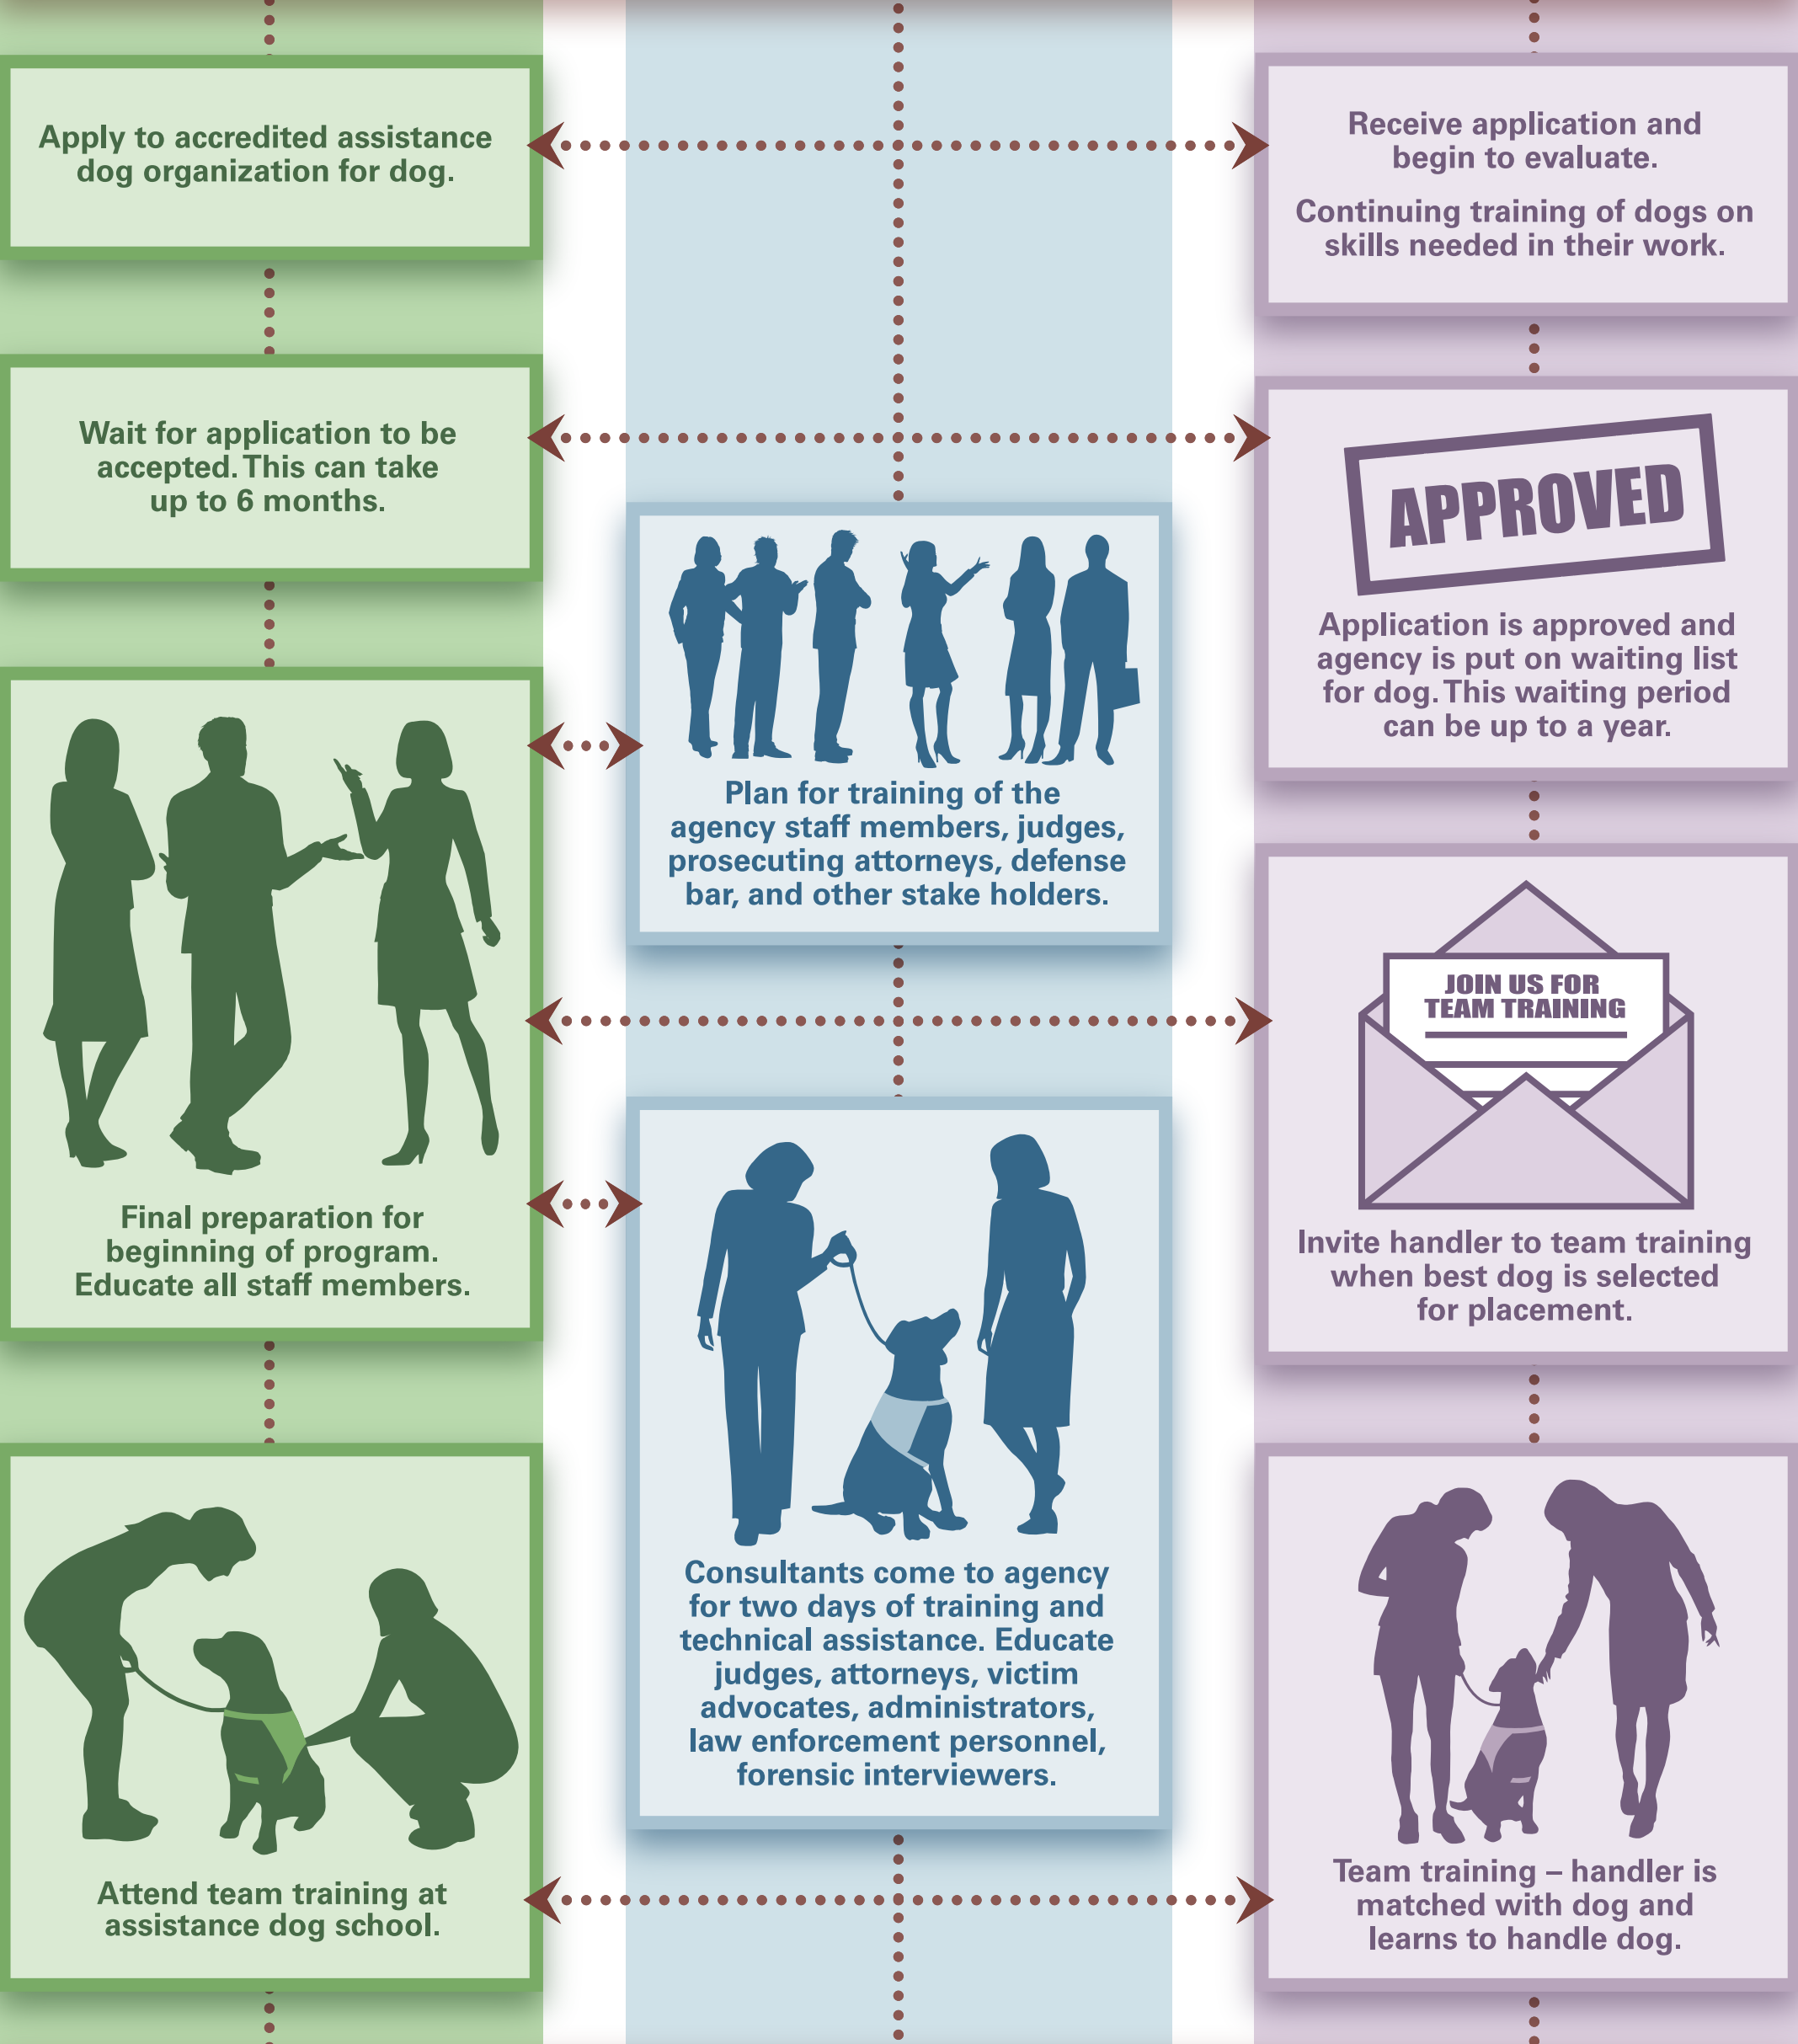 Apply to accredited assistance
dog organization for dog.
Receive application and
begin to evaluate.
Continuing training of dogs on
skills needed in their work.
Wait for application to be
accepted. This can take
up to 6 months.
APPROVED
Application is approved and
agency is put on waiting list
for dog. This waiting period
can be up to a year.
Plan for training of the
agency staff members, judges,
prosecuting attorneys, defense
bar, and other stake holders.
Final preparation for
beginning of program.
Educate all staff members.
JOIN US FOR
TEAM TRAINING
Invite handler to team training
when best dog is selected
for placement.
Consultants come to agency
for two days of training and
technical assistance. Educate
judges, attorneys, victim
advocates, administrators,
law enforcement personnel,
forensic interviewers.
Attend team training at
assistance dog school.
Team training – handler is
matched with dog and
learns to handle dog.